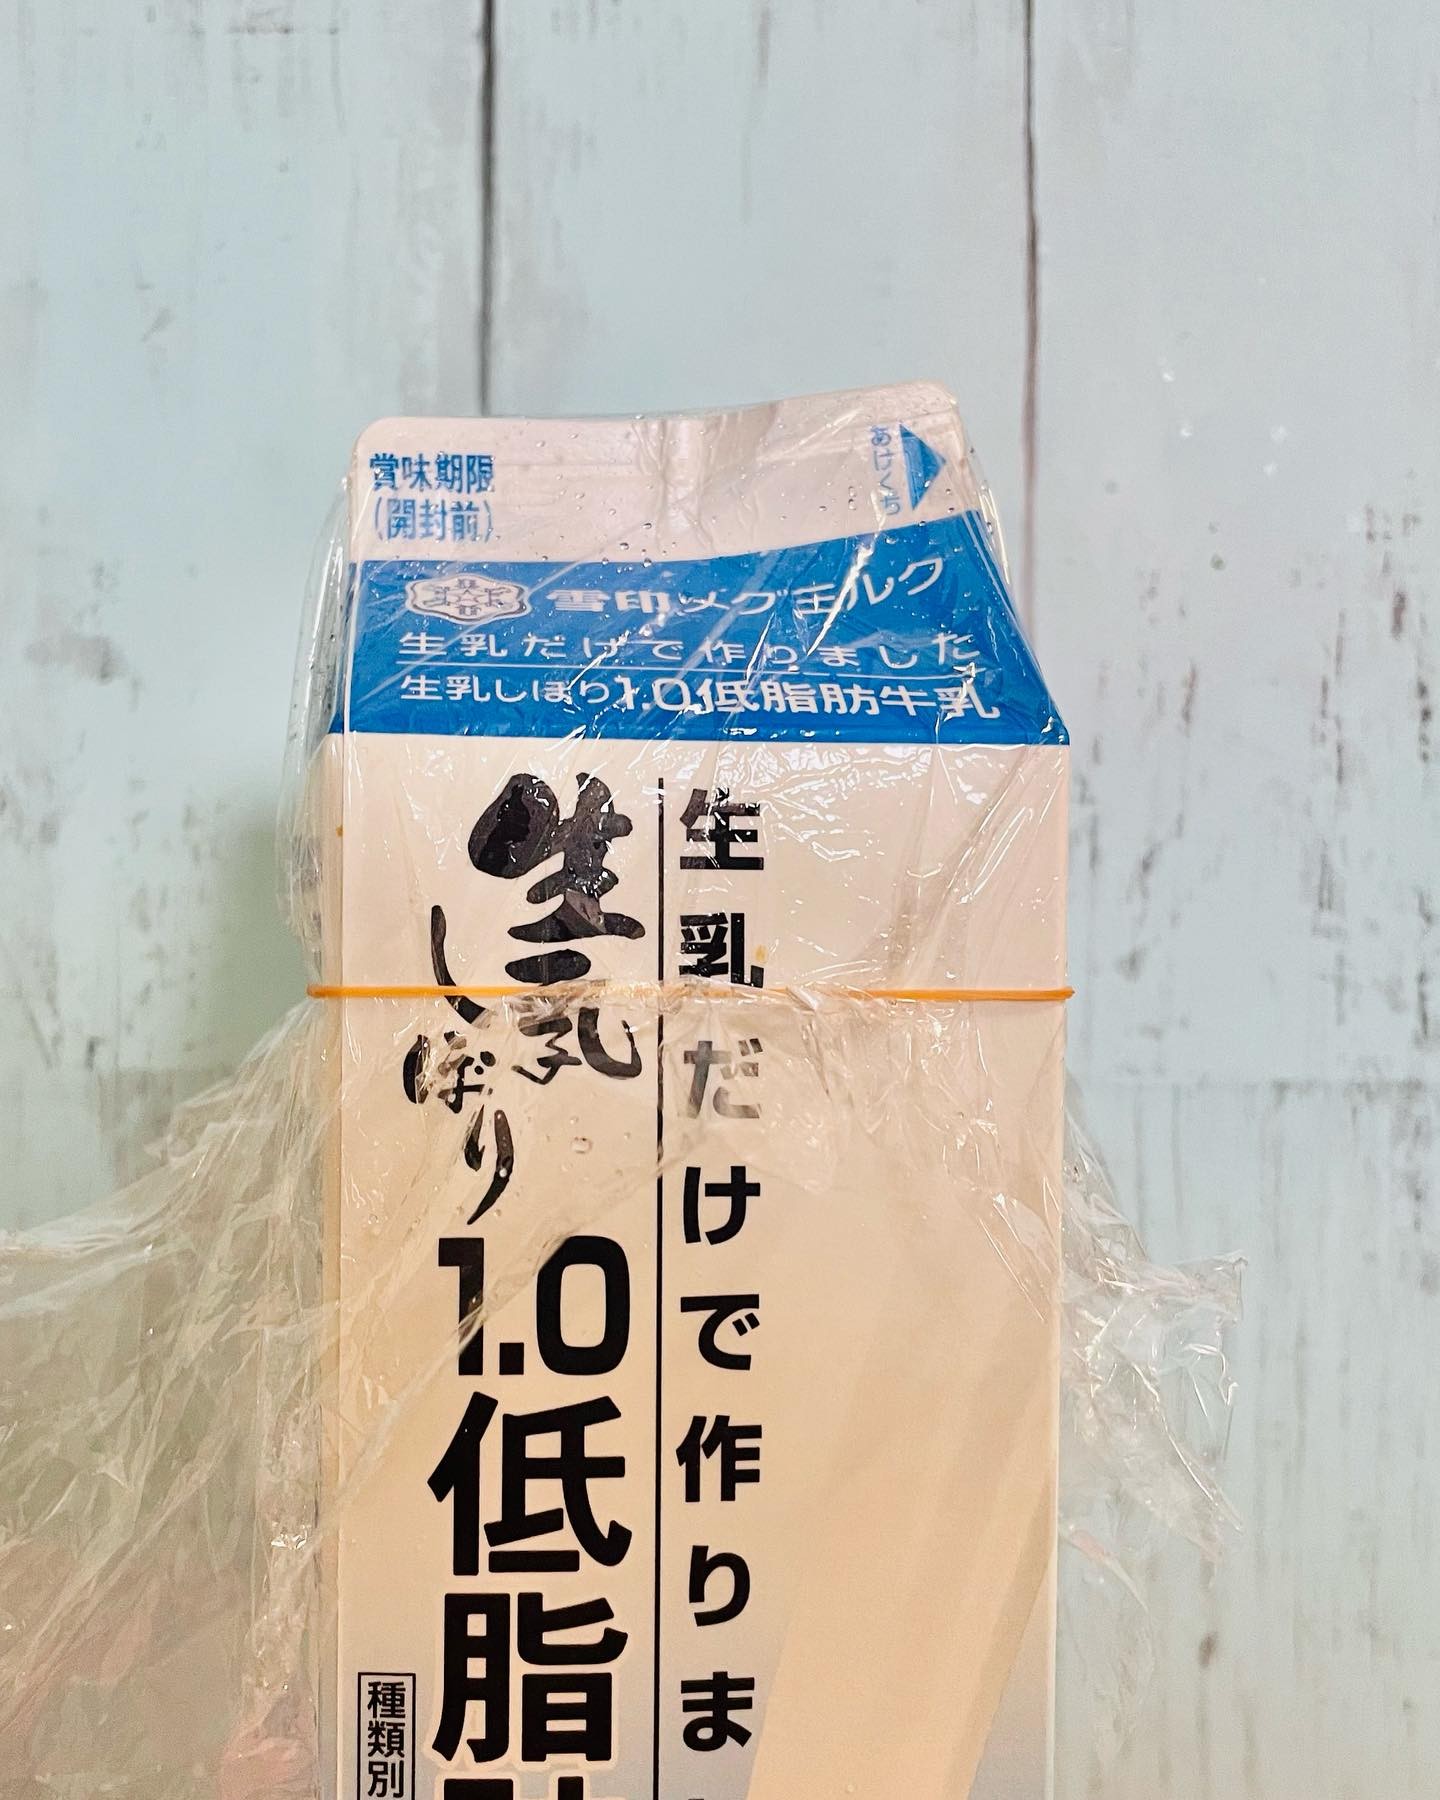 賞味期限
(開封前)
あけくち
雪印メグミルク
生乳だけで作りました
生乳しぼり1.0低脂肪牛乳
生乳だけで作りま
生乳しぼり
1.0低脂
種類別